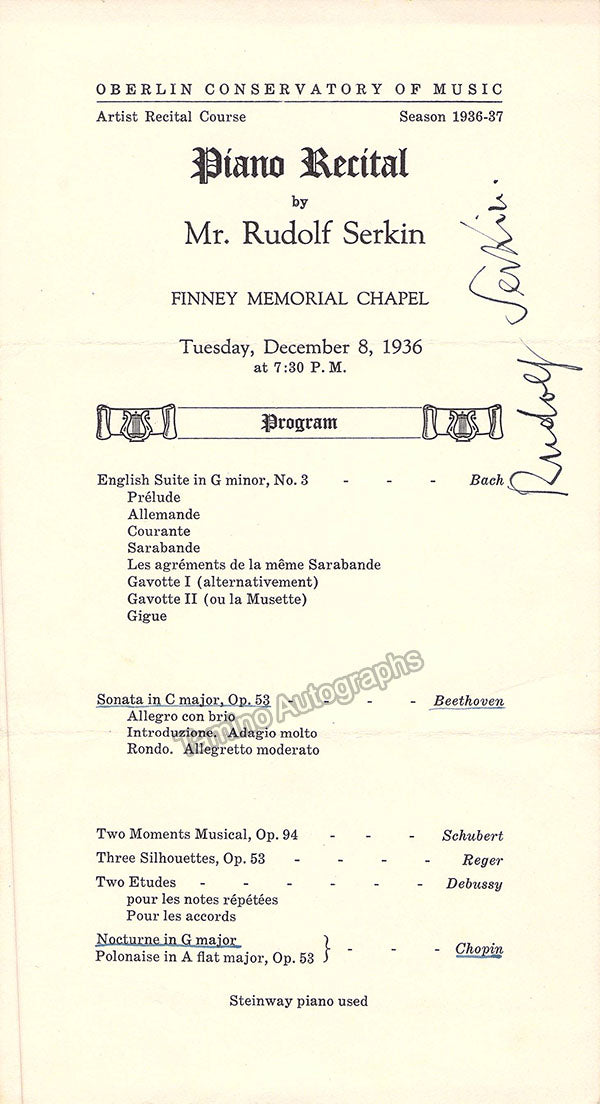 OBERLIN CONSERVATORY OF MUSIC
Artist Recital Course Season 1936-37
Piano Recital
by
Mr. Rudolf Serkin
FINNEY MEMORIAL CHAPEL
Tuesday, December 8, 1936
at 7:30 P. M.
Rudolf Serkin.
Program
English Suite in G minor, No. 3 - - - Bach
Prélude
Allemande
Courante
Sarabande
Les agréments de la même Sarabande
Gavotte I (alternativement)
Gavotte II (ou la Musette)
Gigue
Tamino Autographs
Sonata in C major, Op. 53 - - - - Beethoven
Allegro con brio
Introduzione. Adagio molto
Rondo. Allegretto moderato
Two Moments Musical, Op. 94 - - - Schubert
Three Silhouettes, Op. 53 - - - - Reger
Two Etudes - - - - - - Debussy
pour les notes répétées
Pour les accords
Nocturne in G major
Polonaise in A flat major, Op. 53 } - - - Chopin
Steinway piano used